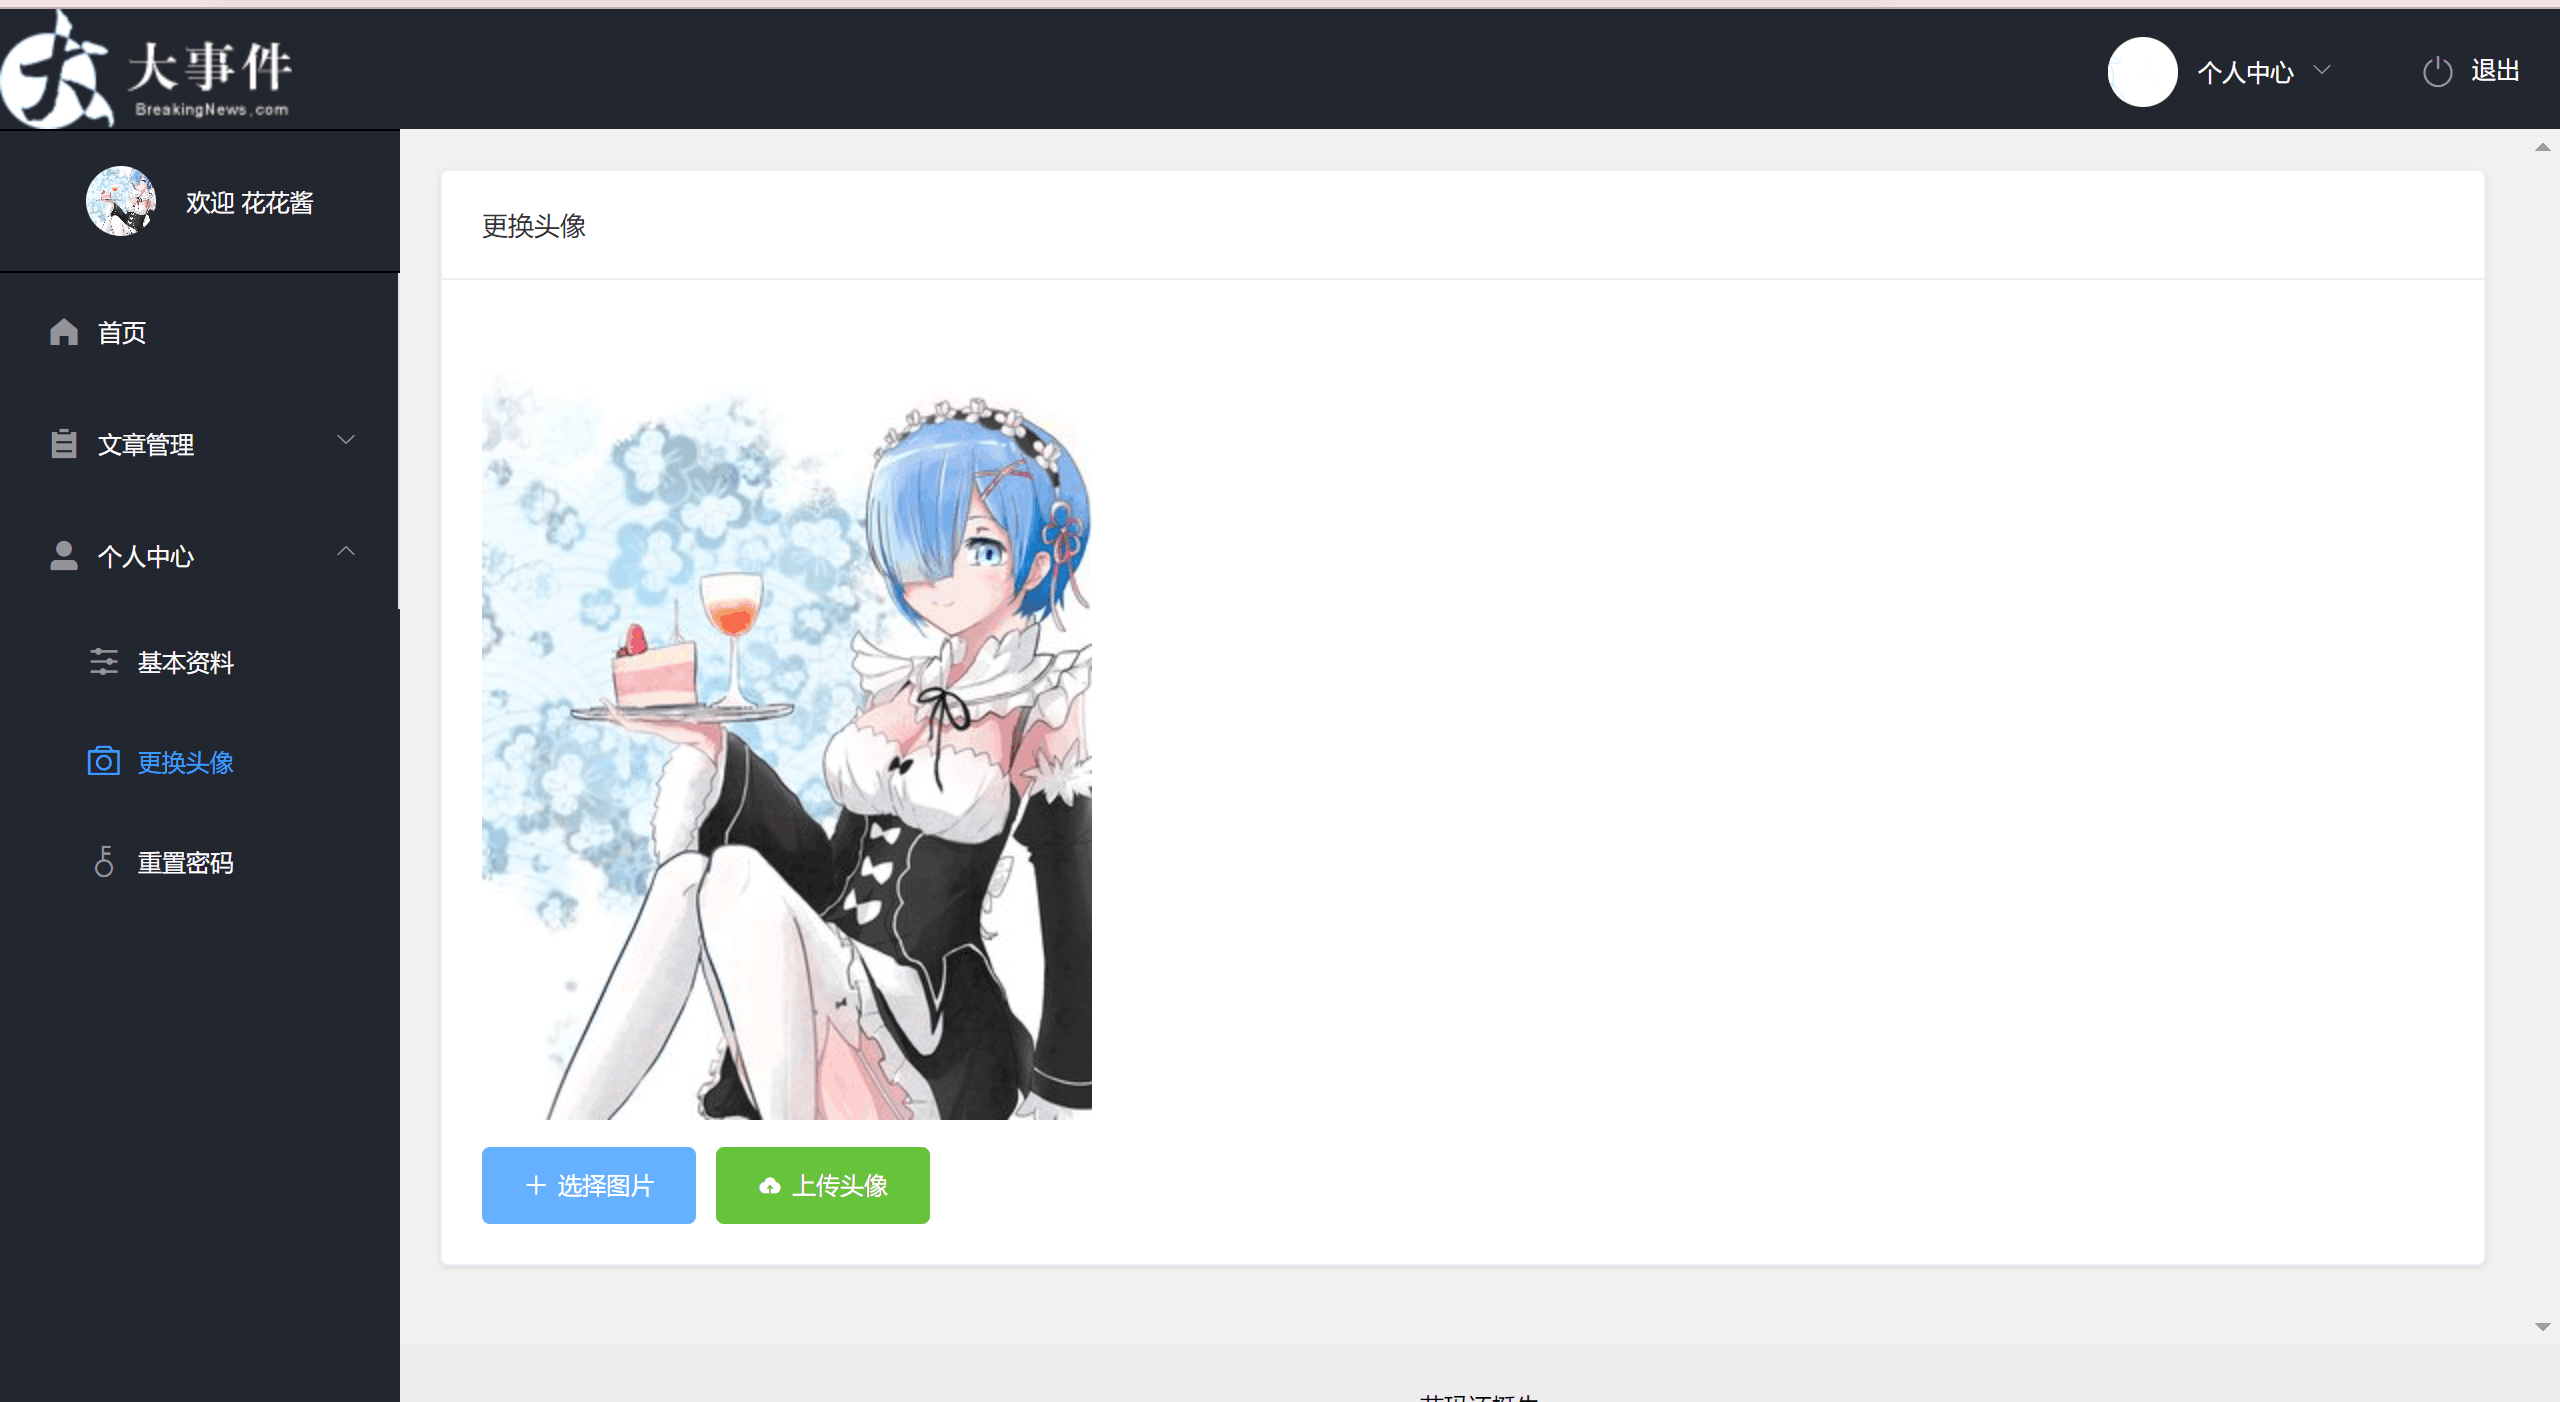 大事件
BreakingNews.com
个人中心
退出
欢迎 花花酱
首页
文章管理
个人中心
基本资料
更换头像
重置密码
更换头像
选择图片
上传头像